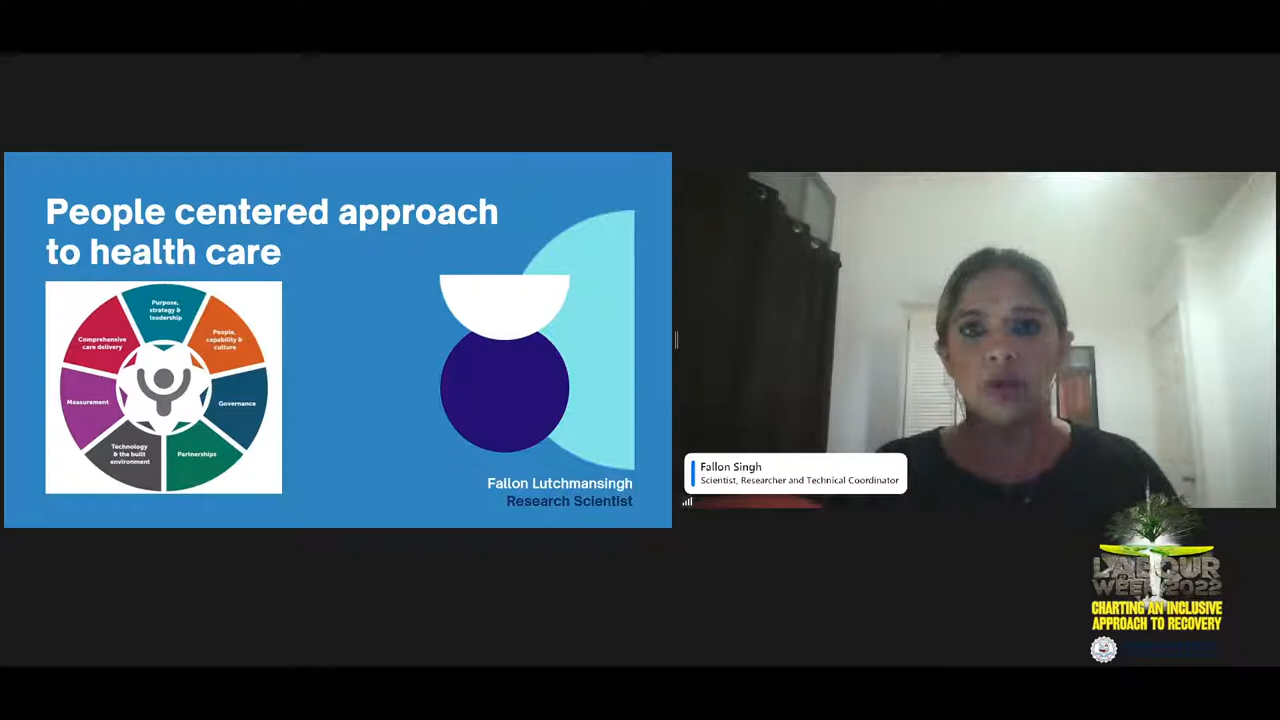 People centered approach
to health care
Purpose,
strategy &
leadership
People,
capability &
culture
Governance
Partnerships
Technology
& the built
environment
Measurement
Comprehensive
care delivery
Fallon Lutchmansingh
Research Scientist
Fallon Singh
Scientist, Researcher and Technical Coordinator
LABOUR
WEEK 2022
CHARTING AN INCLUSIVE
APPROACH TO RECOVERY